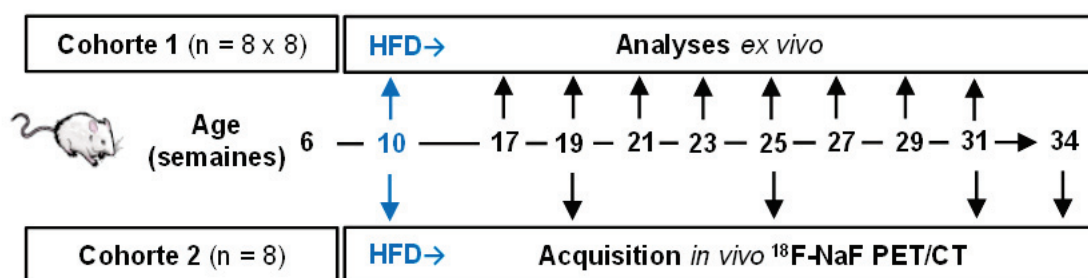 Cohorte 1 (n = 8 x 8) HFD→ Analyses ex vivo
Age
(semaines) 6 — 10 — 17 — 19 — 21 — 23 — 25 — 27 — 29 — 31 → 34
Cohorte 2 (n = 8) HFD→ Acquisition in vivo ¹⁸F-NaF PET/CT